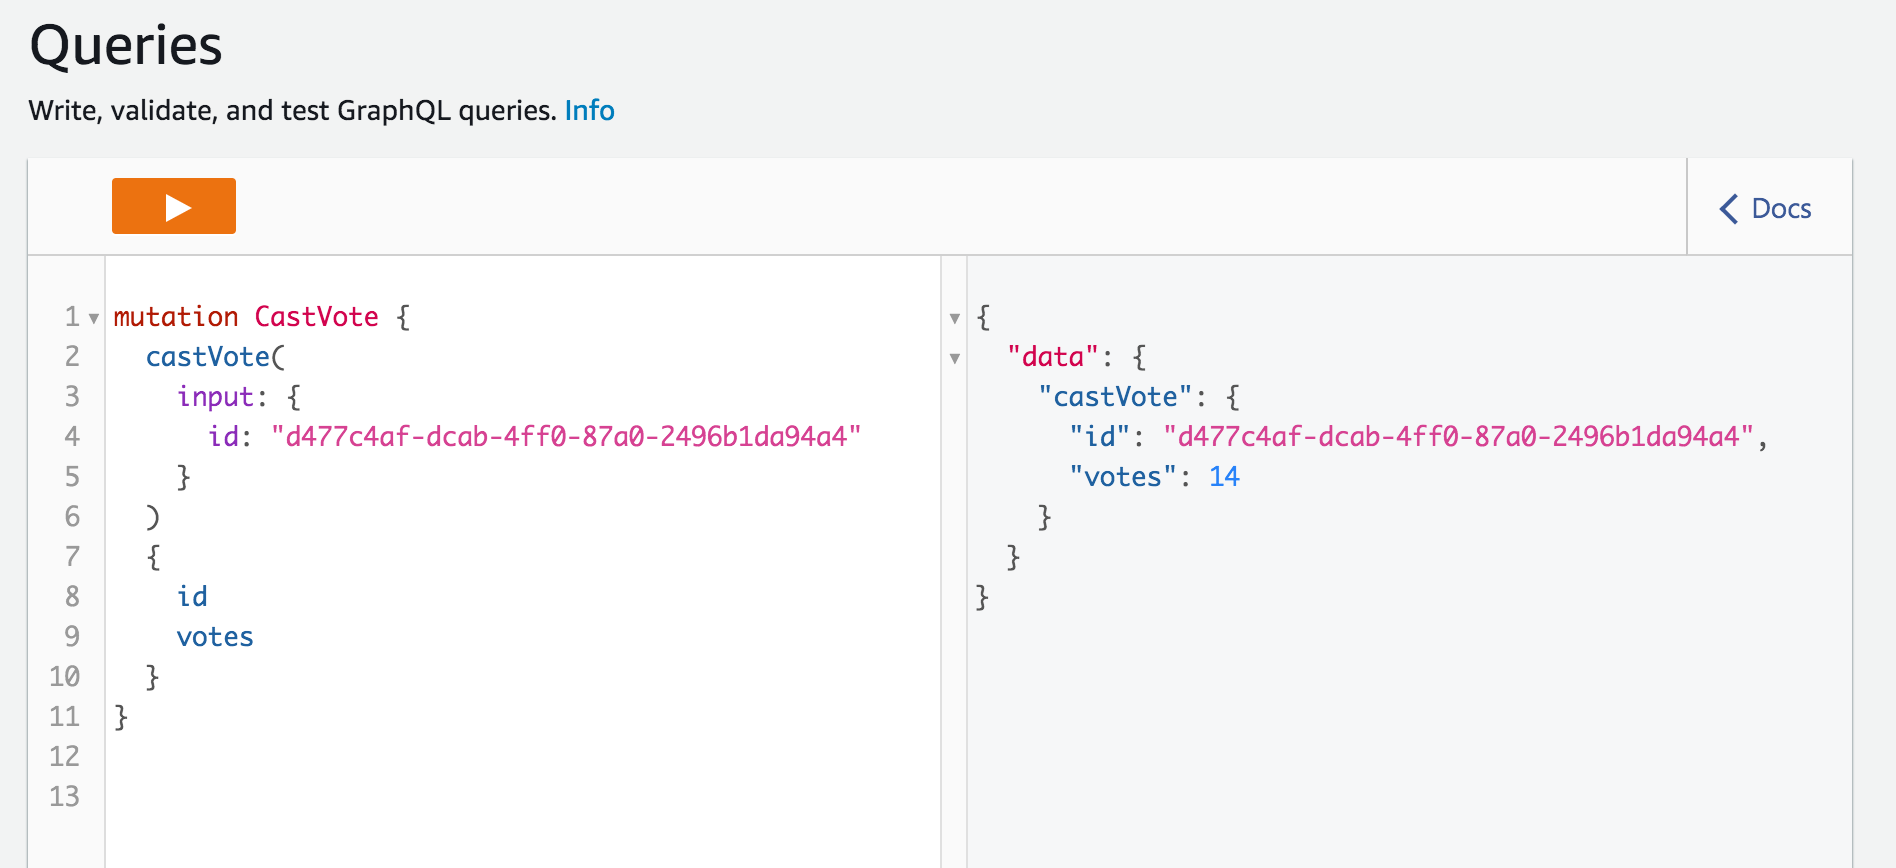 Queries
Write, validate, and test GraphQL queries. Info
Docs
1 mutation CastVote {
2 castVote(
3 input: {
4 id: "d477c4af-dcab-4ff0-87a0-2496b1da94a4"
5 }
6 )
7 {
8 id
9 votes
10 }
11 }
12
13
{
"data": {
"castVote": {
"id": "d477c4af-dcab-4ff0-87a0-2496b1da94a4",
"votes": 14
}
}
}